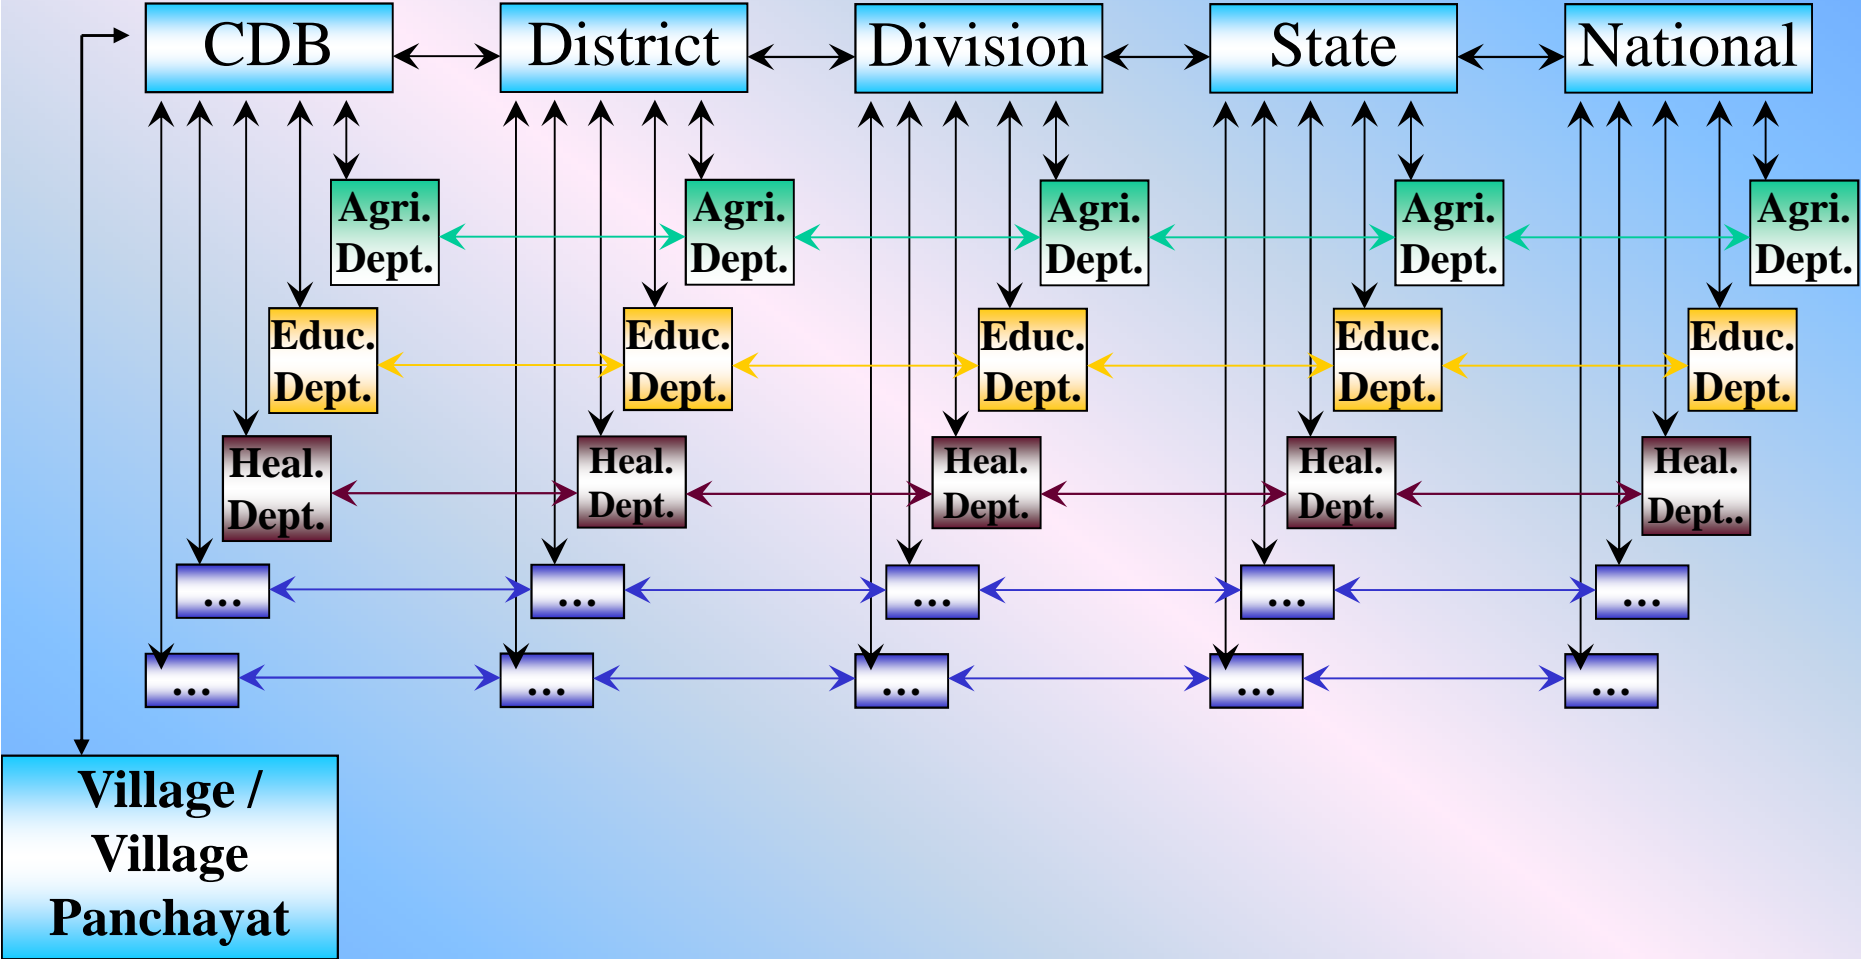 CDB
District
Division
State
National
Agri.
Dept.
Agri.
Dept.
Agri.
Dept.
Agri.
Dept.
Agri.
Dept.
Educ.
Dept.
Educ.
Dept.
Educ.
Dept.
Educ.
Dept.
Educ.
Dept.
Heal.
Dept.
Heal.
Dept.
Heal.
Dept.
Heal.
Dept.
Heal.
Dept..
...
...
...
...
...
...
...
...
...
...
Village /
Village
Panchayat